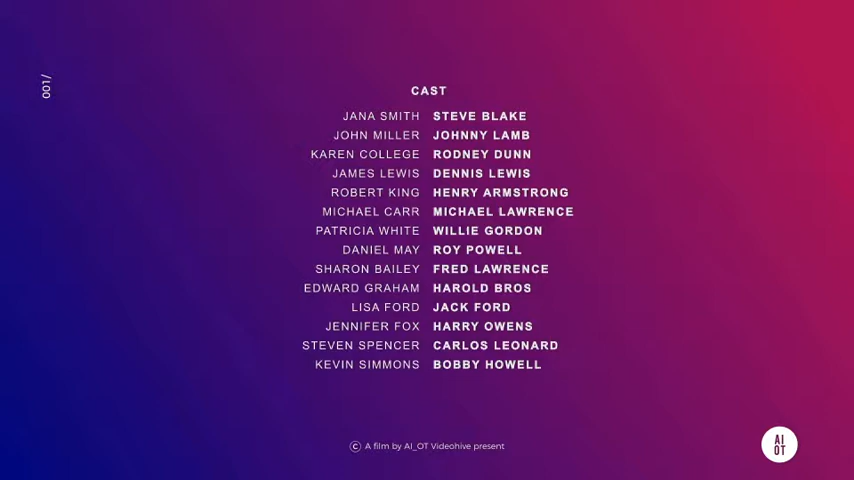 001/
CAST
JANA SMITH STEVE BLAKE
JOHN MILLER JOHNNY LAMB
KAREN COLLEGE RODNEY DUNN
JAMES LEWIS DENNIS LEWIS
ROBERT KING HENRY ARMSTRONG
MICHAEL CARR MICHAEL LAWRENCE
PATRICIA WHITE WILLIE GORDON
DANIEL MAY ROY POWELL
SHARON BAILEY FRED LAWRENCE
EDWARD GRAHAM HAROLD BROS
LISA FORD JACK FORD
JENNIFER FOX HARRY OWENS
STEVEN SPENCER CARLOS LEONARD
KEVIN SIMMONS BOBBY HOWELL
© A film by AI_OT Videohive present
AI
OT